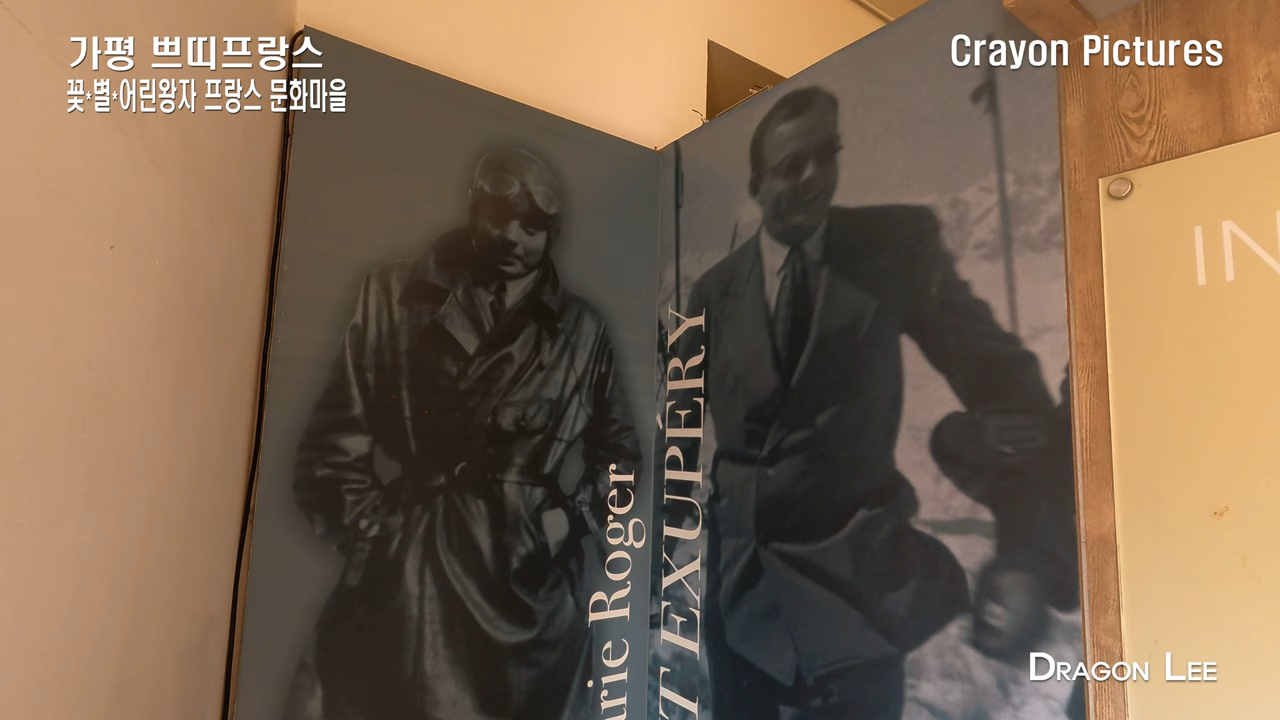 가평 쁘띠프랑스
꽃*별*어린왕자 프랑스 문화마을
Crayon Pictures
arie Roger
T EXUPÉRY
IN
DRAGON LEE